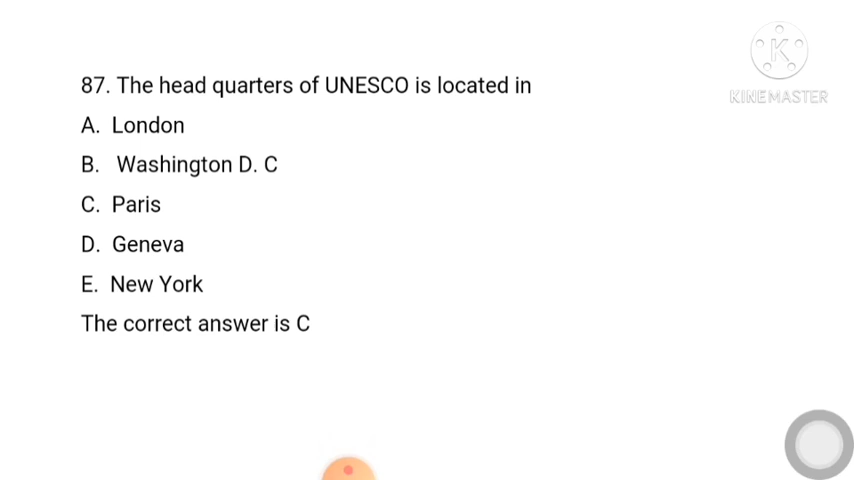 KINEMASTER
87. The head quarters of UNESCO is located in
A. London
B. Washington D. C
C. Paris
D. Geneva
E. New York
The correct answer is C